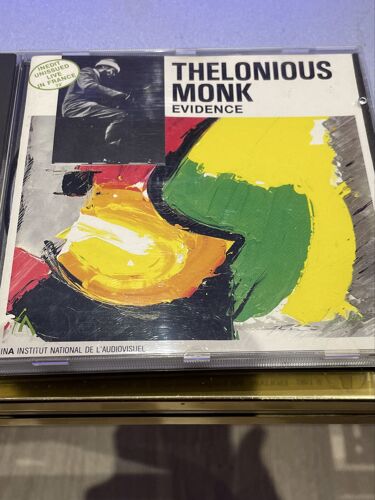 INEDIT
UNISSUED
LIVE
IN FRANCE
THELONIOUS
MONK
EVIDENCE
INA INSTITUT NATIONAL DE L'AUDIOVISUEL